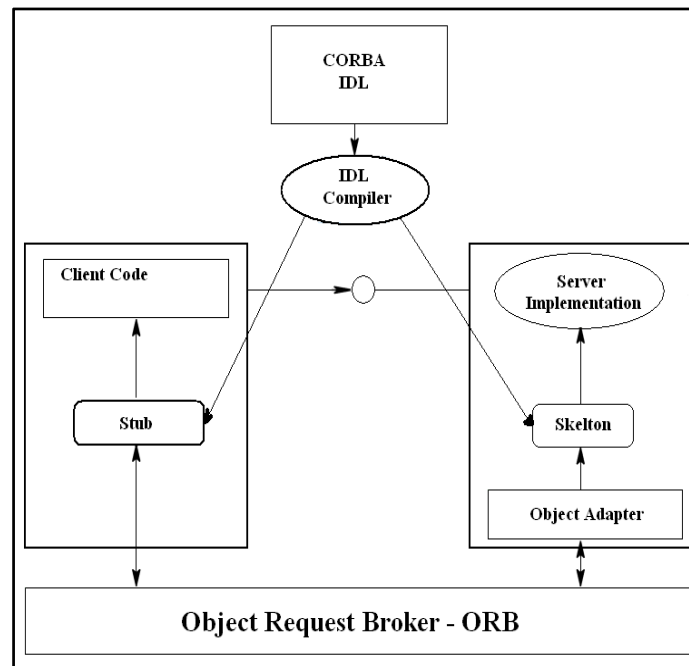 CORBA
IDL
IDL
Compiler
Client Code
Server
Implementation
Stub
Skelton
Object Adapter
Object Request Broker - ORB